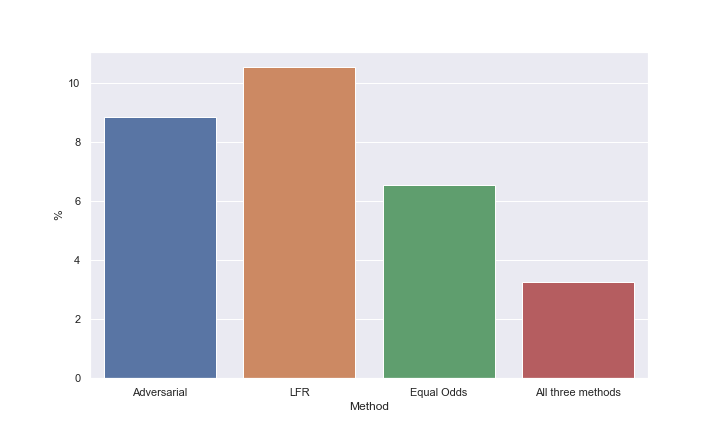 10
8
6
4
2
0
%
Adversarial
LFR
Equal Odds
All three methods
Method